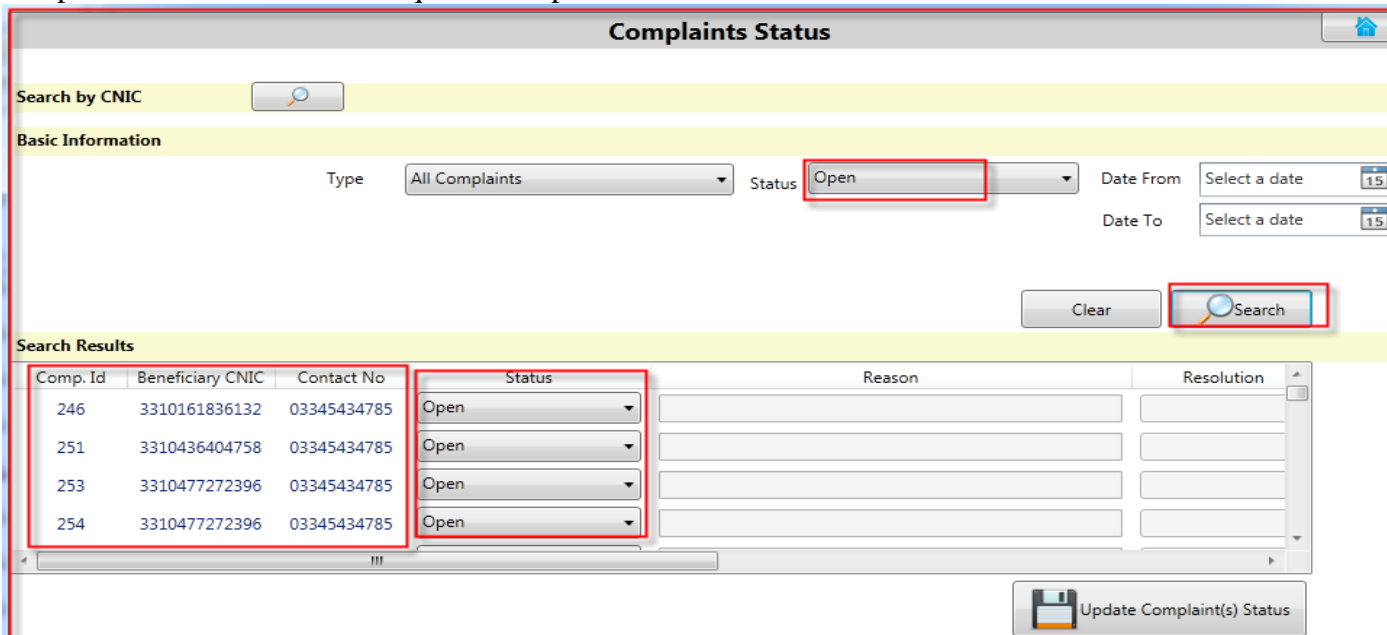 Complaints Status
Search by CNIC
Basic Information
Type All Complaints Status Open Date From Select a date 15
Date To Select a date 15
Clear Search
Search Results
Comp. Id Beneficiary CNIC Contact No Status Reason Resolution
246 3310161836132 03345434785 Open
251 3310436404758 03345434785 Open
253 3310477272396 03345434785 Open
254 3310477272396 03345434785 Open
Update Complaint(s) Status